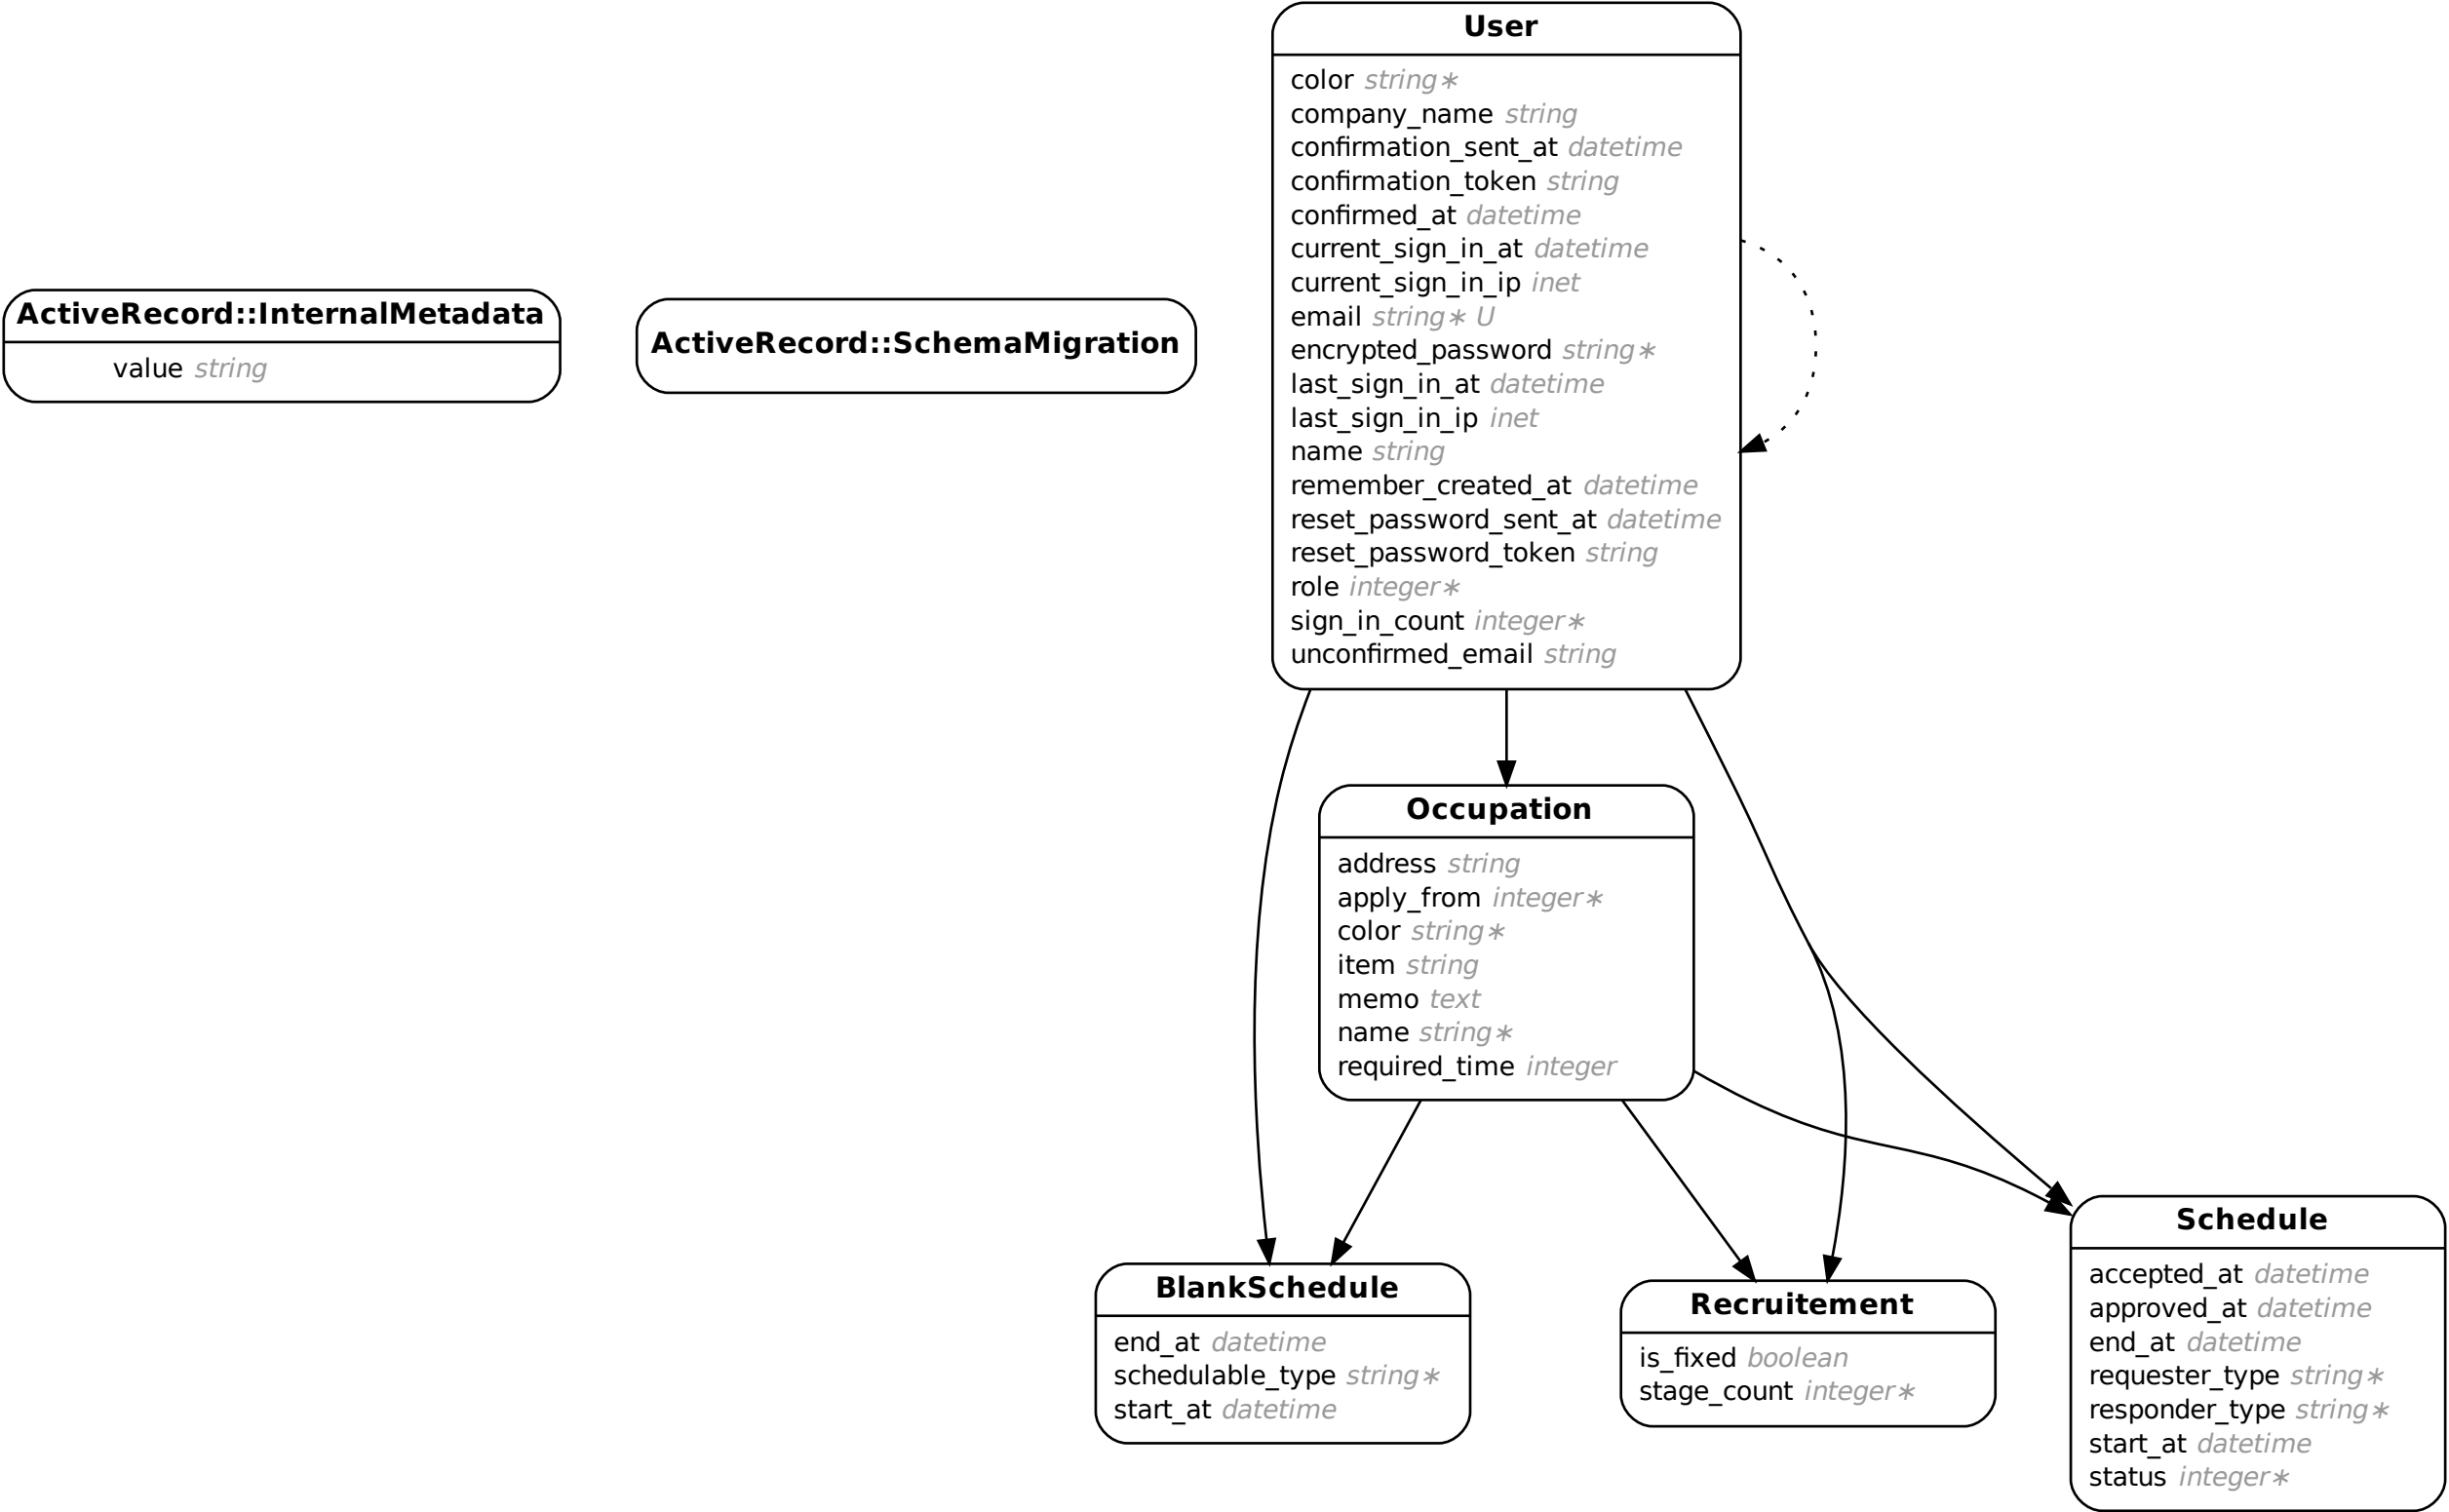 ActiveRecord::InternalMetadata
value string
ActiveRecord::SchemaMigration
User
color string∗
company_name string
confirmation_sent_at datetime
confirmation_token string
confirmed_at datetime
current_sign_in_at datetime
current_sign_in_ip inet
email string∗ U
encrypted_password string∗
last_sign_in_at datetime
last_sign_in_ip inet
name string
remember_created_at datetime
reset_password_sent_at datetime
reset_password_token string
role integer∗
sign_in_count integer∗
unconfirmed_email string
Occupation
address string
apply_from integer∗
color string∗
item string
memo text
name string∗
required_time integer
BlankSchedule
end_at datetime
schedulable_type string∗
start_at datetime
Recruitement
is_fixed boolean
stage_count integer∗
Schedule
accepted_at datetime
approved_at datetime
end_at datetime
requester_type string∗
responder_type string∗
start_at datetime
status integer∗